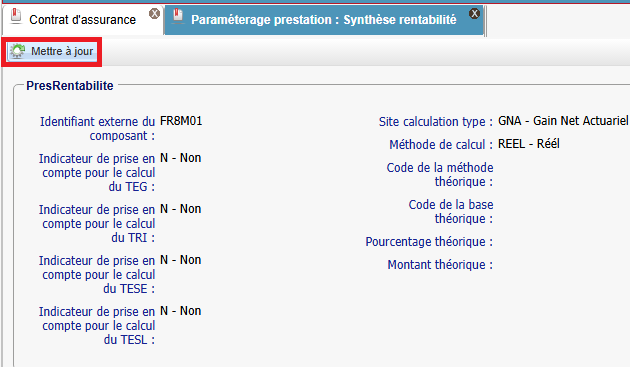 Contrat d'assurance
Paraméterage prestation : Synthèse rentabilité
Mettre à jour
PresRentabilite
Identifiant externe du
composant :
FR8M01
Indicateur de prise en
compte pour le calcul
du TEG :
N - Non
Indicateur de prise en
compte pour le calcul
du TRI :
N - Non
Indicateur de prise en
compte pour le calcul
du TESE :
N - Non
Indicateur de prise en
compte pour le calcul
du TESL :
N - Non
Site calculation type :
GNA - Gain Net Actuariel
Méthode de calcul :
REEL - Réél
Code de la méthode
théorique :
Code de la base
théorique :
Pourcentage théorique :
Montant théorique :